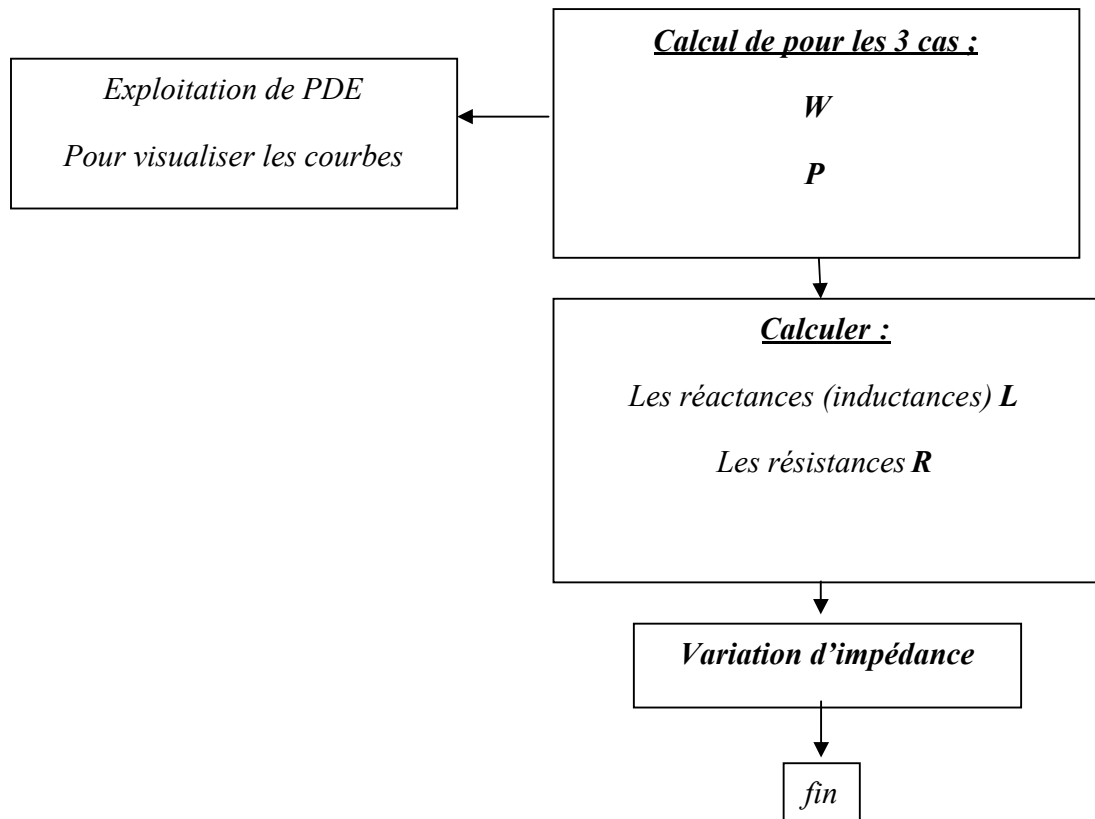 Calcul de pour les 3 cas ;
W
P
Exploitation de PDE
Pour visualiser les courbes
Calculer :
Les réactances (inductances) L
Les résistances R
Variation d’impédance
fin